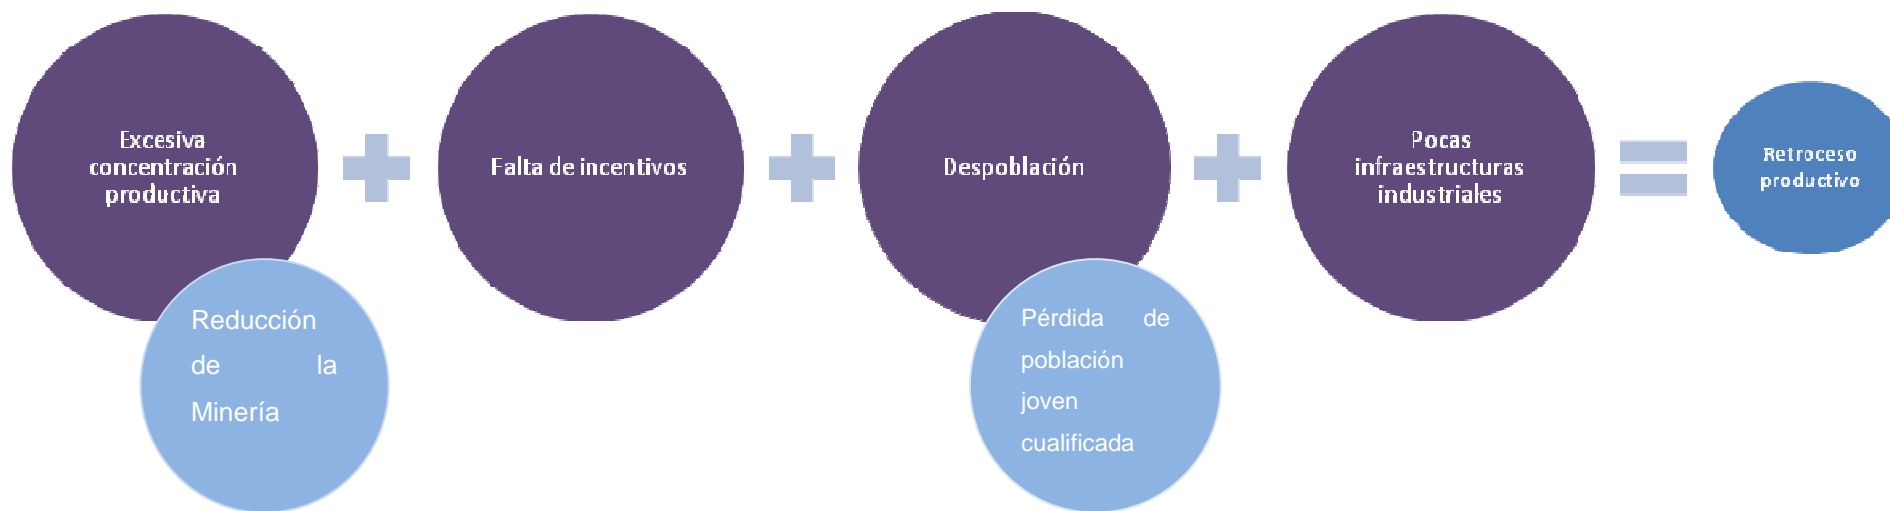 Excesiva
concentración
productiva
Falta de incentivos
Despoblación
Pocas
infraestructuras
industriales
Retroceso
productivo
Reducción
de la
Minería
Pérdida de
población
joven
cualificada